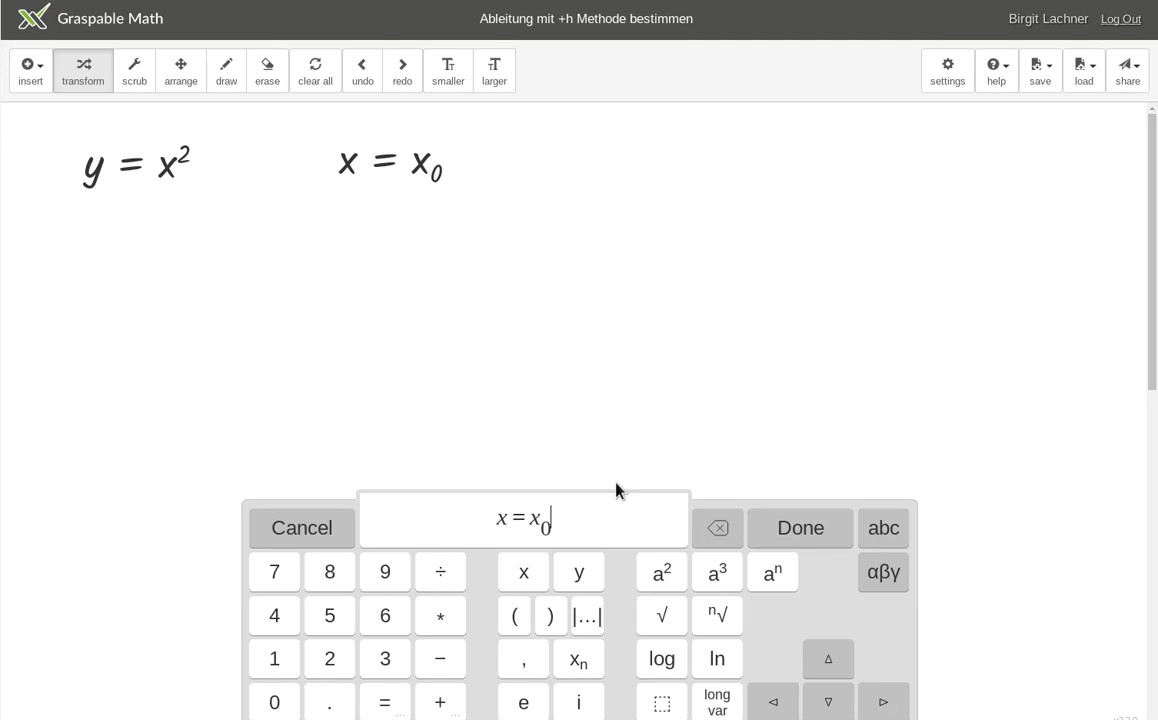 Graspable Math Ableitung mit +h Methode bestimmen Birgit Lachner Log Out
insert transform scrub arrange draw erase clear all undo redo smaller larger settings help save load share
y = x² x = x₀
Cancel x = x₀ Done abc
7 8 9 ÷ x y a² a³ aⁿ αβγ
4 5 6 * ( ) |...| √ ⁿ√
1 2 3 − , xₙ log ln
0 . = ... + ... e i long var